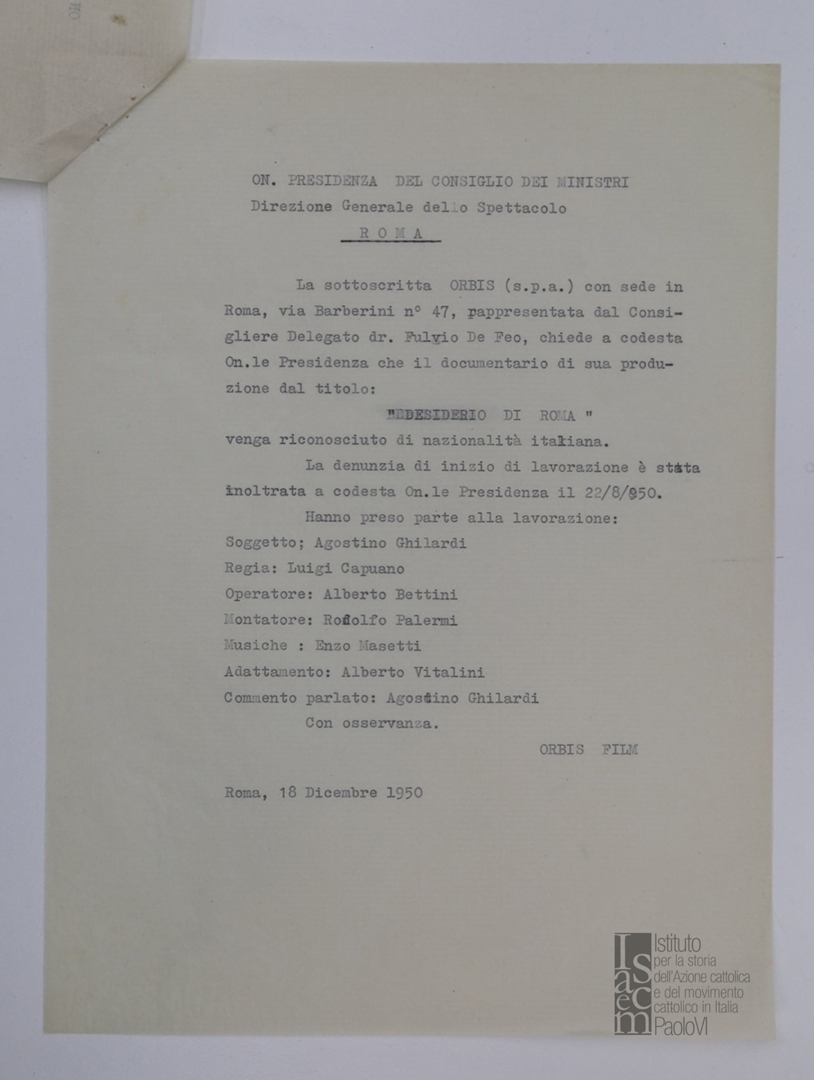 ON. PRESIDENZA DEL CONSIGLIO DEI MINISTRI
Direzione Generale dello Spettacolo
R O M A
La sottoscritta ORBIS (s.p.a.) con sede in
Roma, via Barberini n° 47, rappresentata dal Consi-
gliere Delegato dr. Fulvio De Feo, chiede a codesta
On.le Presidenza che il documentario di sua produ-
zione dal titolo:
"DESIDERIO DI ROMA "
venga riconosciuto di nazionalità italiana.
La denunzia di inizio di lavorazione è stata
inoltrata a codesta On.le Presidenza il 22/8/950.
Hanno preso parte alla lavorazione:
Soggetto; Agostino Ghilardi
Regia: Luigi Capuano
Operatore: Alberto Bettini
Montatore: Rodolfo Palermi
Musiche : Enzo Masetti
Adattamento: Alberto Vitalini
Commento parlato: Agostino Ghilardi
Con osservanza.
ORBIS FILM
Roma, 18 Dicembre 1950
Isacem
Istituto
per la storia
dell'Azione cattolica
e del movimento
cattolico in Italia
PaoloVI